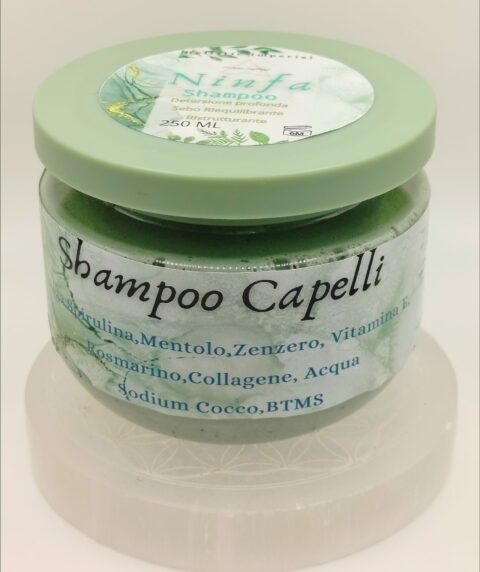 Imperial
Ninfa
Shampoo
Detersione profonda
Sebo Riequilibrante
Ristrutturante
250 ML
6M
Shampoo Capelli
Spirulina,Mentolo,Zenzero, Vitamina E,
Rosmarino,Collagene, Acqua
Sodium Cocco,BTMS